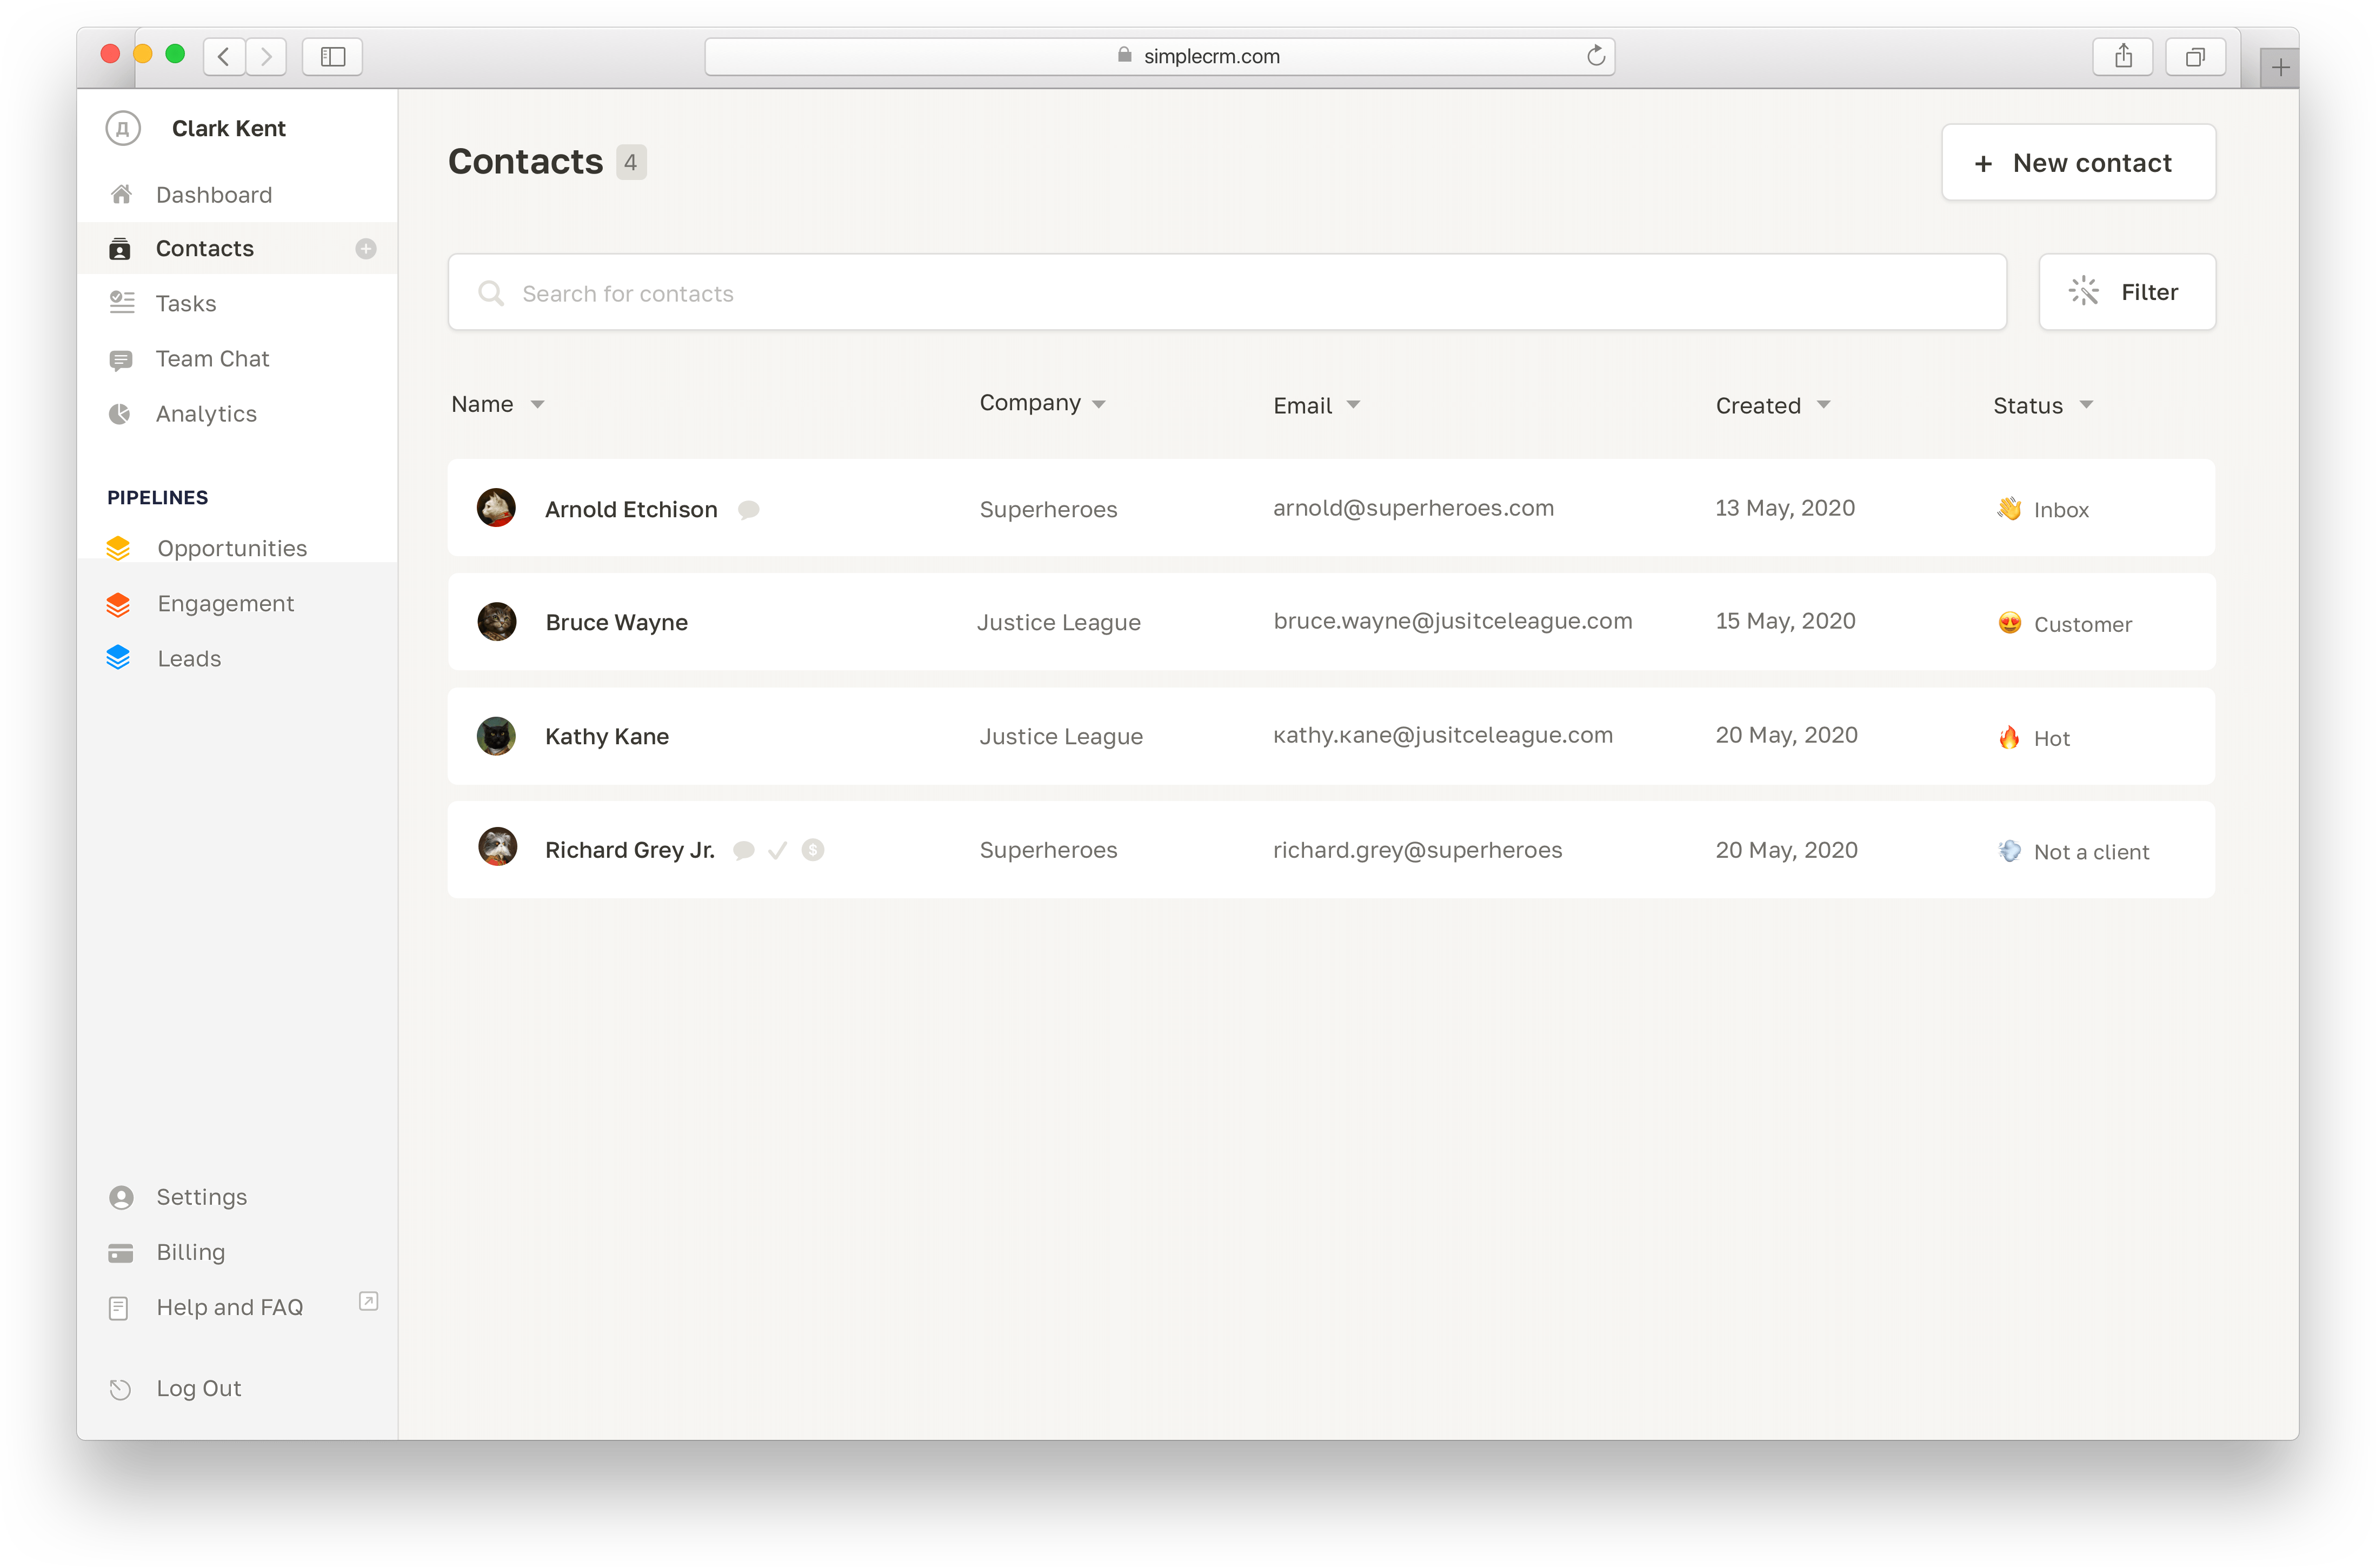 simplecrm.com
Д Clark Kent
Dashboard
Contacts
Tasks
Team Chat
Analytics
PIPELINES
Opportunities
Engagement
Leads
Settings
Billing
Help and FAQ
Log Out
Contacts 4
+ New contact
Search for contacts
Filter
Name Company Email Created Status
Arnold Etchison Superheroes arnold@superheroes.com 13 May, 2020 👋 Inbox
Bruce Wayne Justice League bruce.wayne@jusitceleague.com 15 May, 2020 😍 Customer
Kathy Kane Justice League кathy.кane@jusitceleague.com 20 May, 2020 🔥 Hot
Richard Grey Jr. $ Superheroes richard.grey@superheroes 20 May, 2020 💨 Not a client